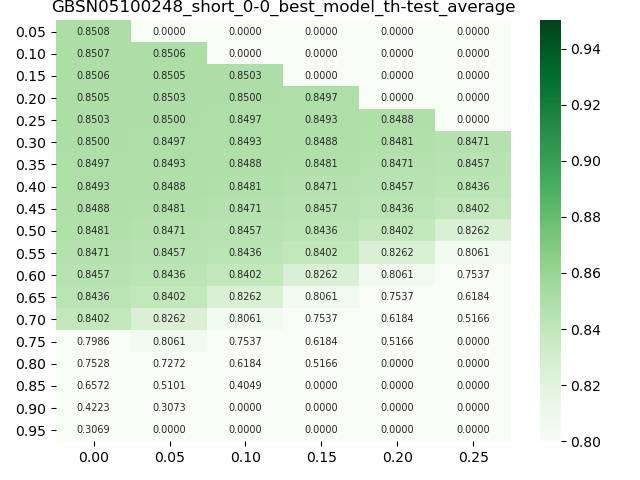 GBSN05100248_short_0-0_best_model_th-test_average
0.05 0.8508 0.0000 0.0000 0.0000 0.0000 0.0000
0.10 0.8507 0.8506 0.0000 0.0000 0.0000 0.0000
0.15 0.8506 0.8505 0.8503 0.0000 0.0000 0.0000
0.20 0.8505 0.8503 0.8500 0.8497 0.0000 0.0000
0.25 0.8503 0.8500 0.8497 0.8493 0.8488 0.0000
0.30 0.8500 0.8497 0.8493 0.8488 0.8481 0.8471
0.35 0.8497 0.8493 0.8488 0.8481 0.8471 0.8457
0.40 0.8493 0.8488 0.8481 0.8471 0.8457 0.8436
0.45 0.8488 0.8481 0.8471 0.8457 0.8436 0.8402
0.50 0.8481 0.8471 0.8457 0.8436 0.8402 0.8262
0.55 0.8471 0.8457 0.8436 0.8402 0.8262 0.8061
0.60 0.8457 0.8436 0.8402 0.8262 0.8061 0.7537
0.65 0.8436 0.8402 0.8262 0.8061 0.7537 0.6184
0.70 0.8402 0.8262 0.8061 0.7537 0.6184 0.5166
0.75 0.7986 0.8061 0.7537 0.6184 0.5166 0.0000
0.80 0.7528 0.7272 0.6184 0.5166 0.0000 0.0000
0.85 0.6572 0.5101 0.4049 0.0000 0.0000 0.0000
0.90 0.4223 0.3073 0.0000 0.0000 0.0000 0.0000
0.95 0.3069 0.0000 0.0000 0.0000 0.0000 0.0000
0.00 0.05 0.10 0.15 0.20 0.25
0.94
0.92
0.90
0.88
0.86
0.84
0.82
0.80